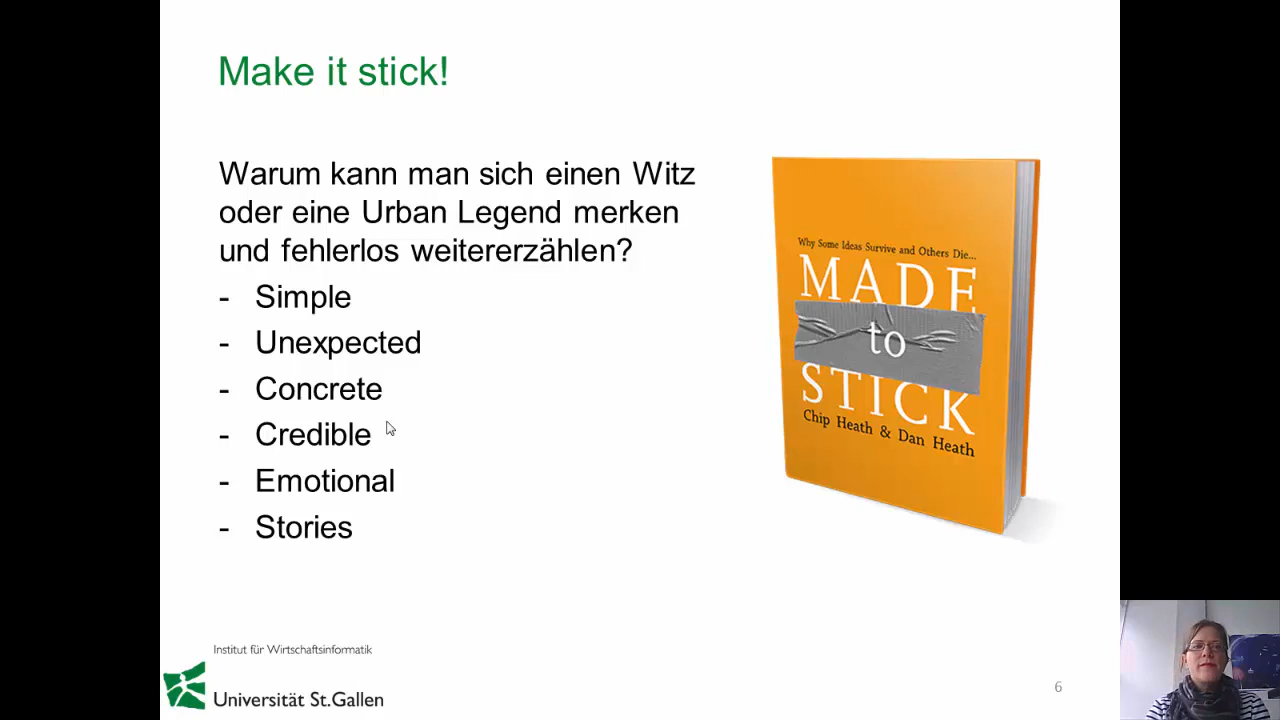 Make it stick!
Warum kann man sich einen Witz
oder eine Urban Legend merken
und fehlerlos weitererzählen?
- Simple
- Unexpected
- Concrete
- Credible
- Emotional
- Stories
Why Some Ideas Survive and Others Die...
MADE
to
STICK
Chip Heath & Dan Heath
Institut für Wirtschaftsinformatik
Universität St.Gallen
6